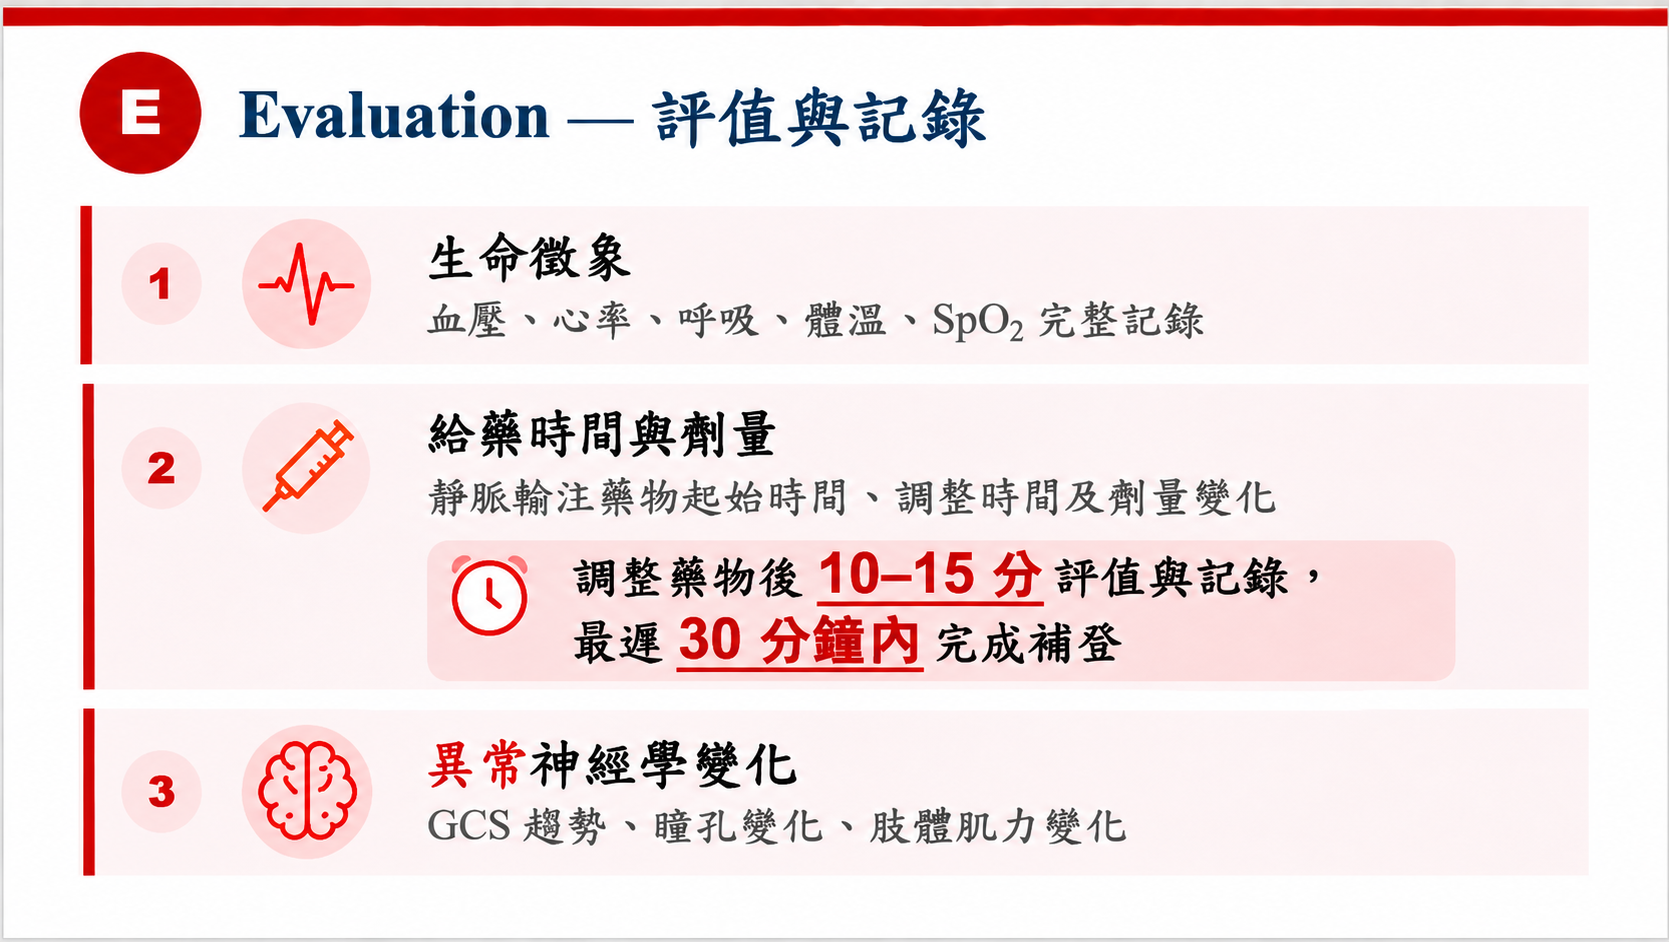 E
Evaluation — 評值與記錄
1
生命徵象
血壓、心率、呼吸、體溫、SpO₂ 完整記錄
2
給藥時間與劑量
靜脈輸注藥物起始時間、調整時間及劑量變化
調整藥物後 10–15 分 評值與記錄，
最遲 30 分鐘內 完成補登
3
異常神經學變化
GCS 趨勢、瞳孔變化、肢體肌力變化